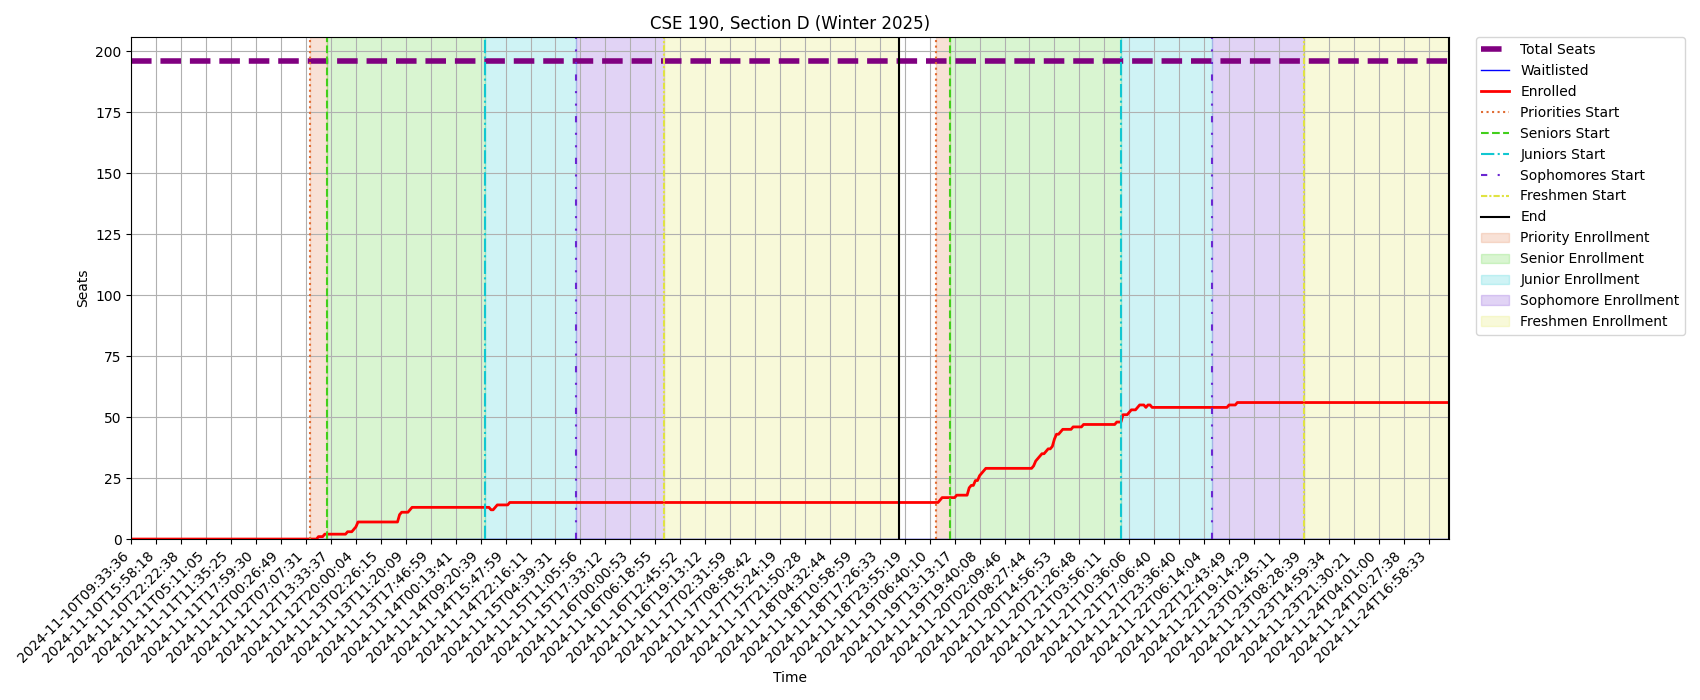 CSE 190, Section D (Winter 2025)
Seats
200
175
150
125
100
75
50
25
0
2024-11-10T09:33:36
2024-11-10T15:58:18
2024-11-10T22:22:38
2024-11-11T05:11:05
2024-11-11T11:35:25
2024-11-11T17:59:30
2024-11-12T00:26:49
2024-11-12T07:07:31
2024-11-12T13:33:37
2024-11-12T20:00:04
2024-11-13T02:26:15
2024-11-13T11:20:09
2024-11-13T17:46:59
2024-11-14T00:13:41
2024-11-14T09:20:39
2024-11-14T15:47:59
2024-11-14T22:16:11
2024-11-15T04:39:31
2024-11-15T11:05:56
2024-11-15T17:33:12
2024-11-16T00:00:53
2024-11-16T06:18:55
2024-11-16T12:45:52
2024-11-16T19:13:12
2024-11-17T02:31:59
2024-11-17T08:58:42
2024-11-17T15:24:19
2024-11-17T21:50:28
2024-11-18T04:32:44
2024-11-18T10:58:59
2024-11-18T17:26:33
2024-11-18T23:55:19
2024-11-19T06:40:10
2024-11-19T13:13:17
2024-11-19T19:40:08
2024-11-20T02:09:46
2024-11-20T08:27:44
2024-11-20T14:56:53
2024-11-20T21:26:48
2024-11-21T03:56:11
2024-11-21T10:36:06
2024-11-21T17:06:40
2024-11-21T23:36:40
2024-11-22T06:14:04
2024-11-22T12:43:49
2024-11-22T19:14:29
2024-11-23T01:45:11
2024-11-23T08:28:39
2024-11-23T14:59:34
2024-11-23T21:30:21
2024-11-24T04:01:00
2024-11-24T10:27:38
2024-11-24T16:58:33
Time
Total Seats
Waitlisted
Enrolled
Priorities Start
Seniors Start
Juniors Start
Sophomores Start
Freshmen Start
End
Priority Enrollment
Senior Enrollment
Junior Enrollment
Sophomore Enrollment
Freshmen Enrollment